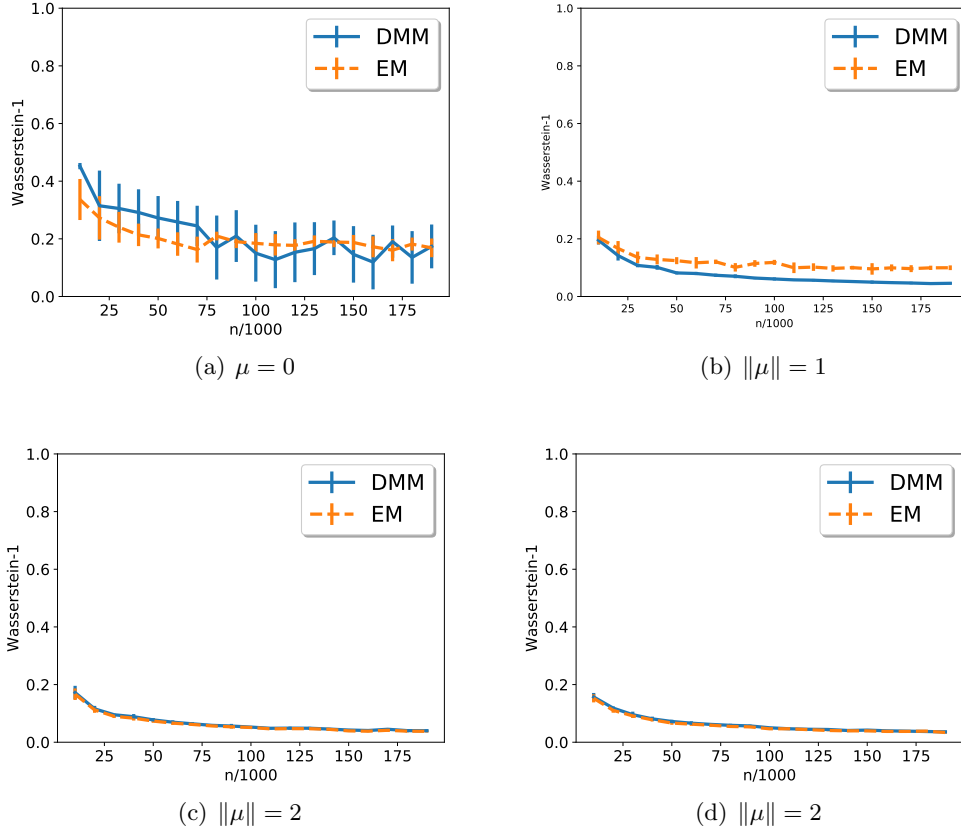 1.0
0.8
0.6
0.4
0.2
0.0
Wasserstein-1
DMM
EM
25 50 75 100 125 150 175
n/1000
(a) μ = 0
1.0
0.8
0.6
0.4
0.2
0.0
Wasserstein-1
DMM
EM
25 50 75 100 125 150 175
n/1000
(b) ‖μ‖ = 1
1.0
0.8
0.6
0.4
0.2
0.0
Wasserstein-1
DMM
EM
25 50 75 100 125 150 175
n/1000
(c) ‖μ‖ = 2
1.0
0.8
0.6
0.4
0.2
0.0
Wasserstein-1
DMM
EM
25 50 75 100 125 150 175
n/1000
(d) ‖μ‖ = 2